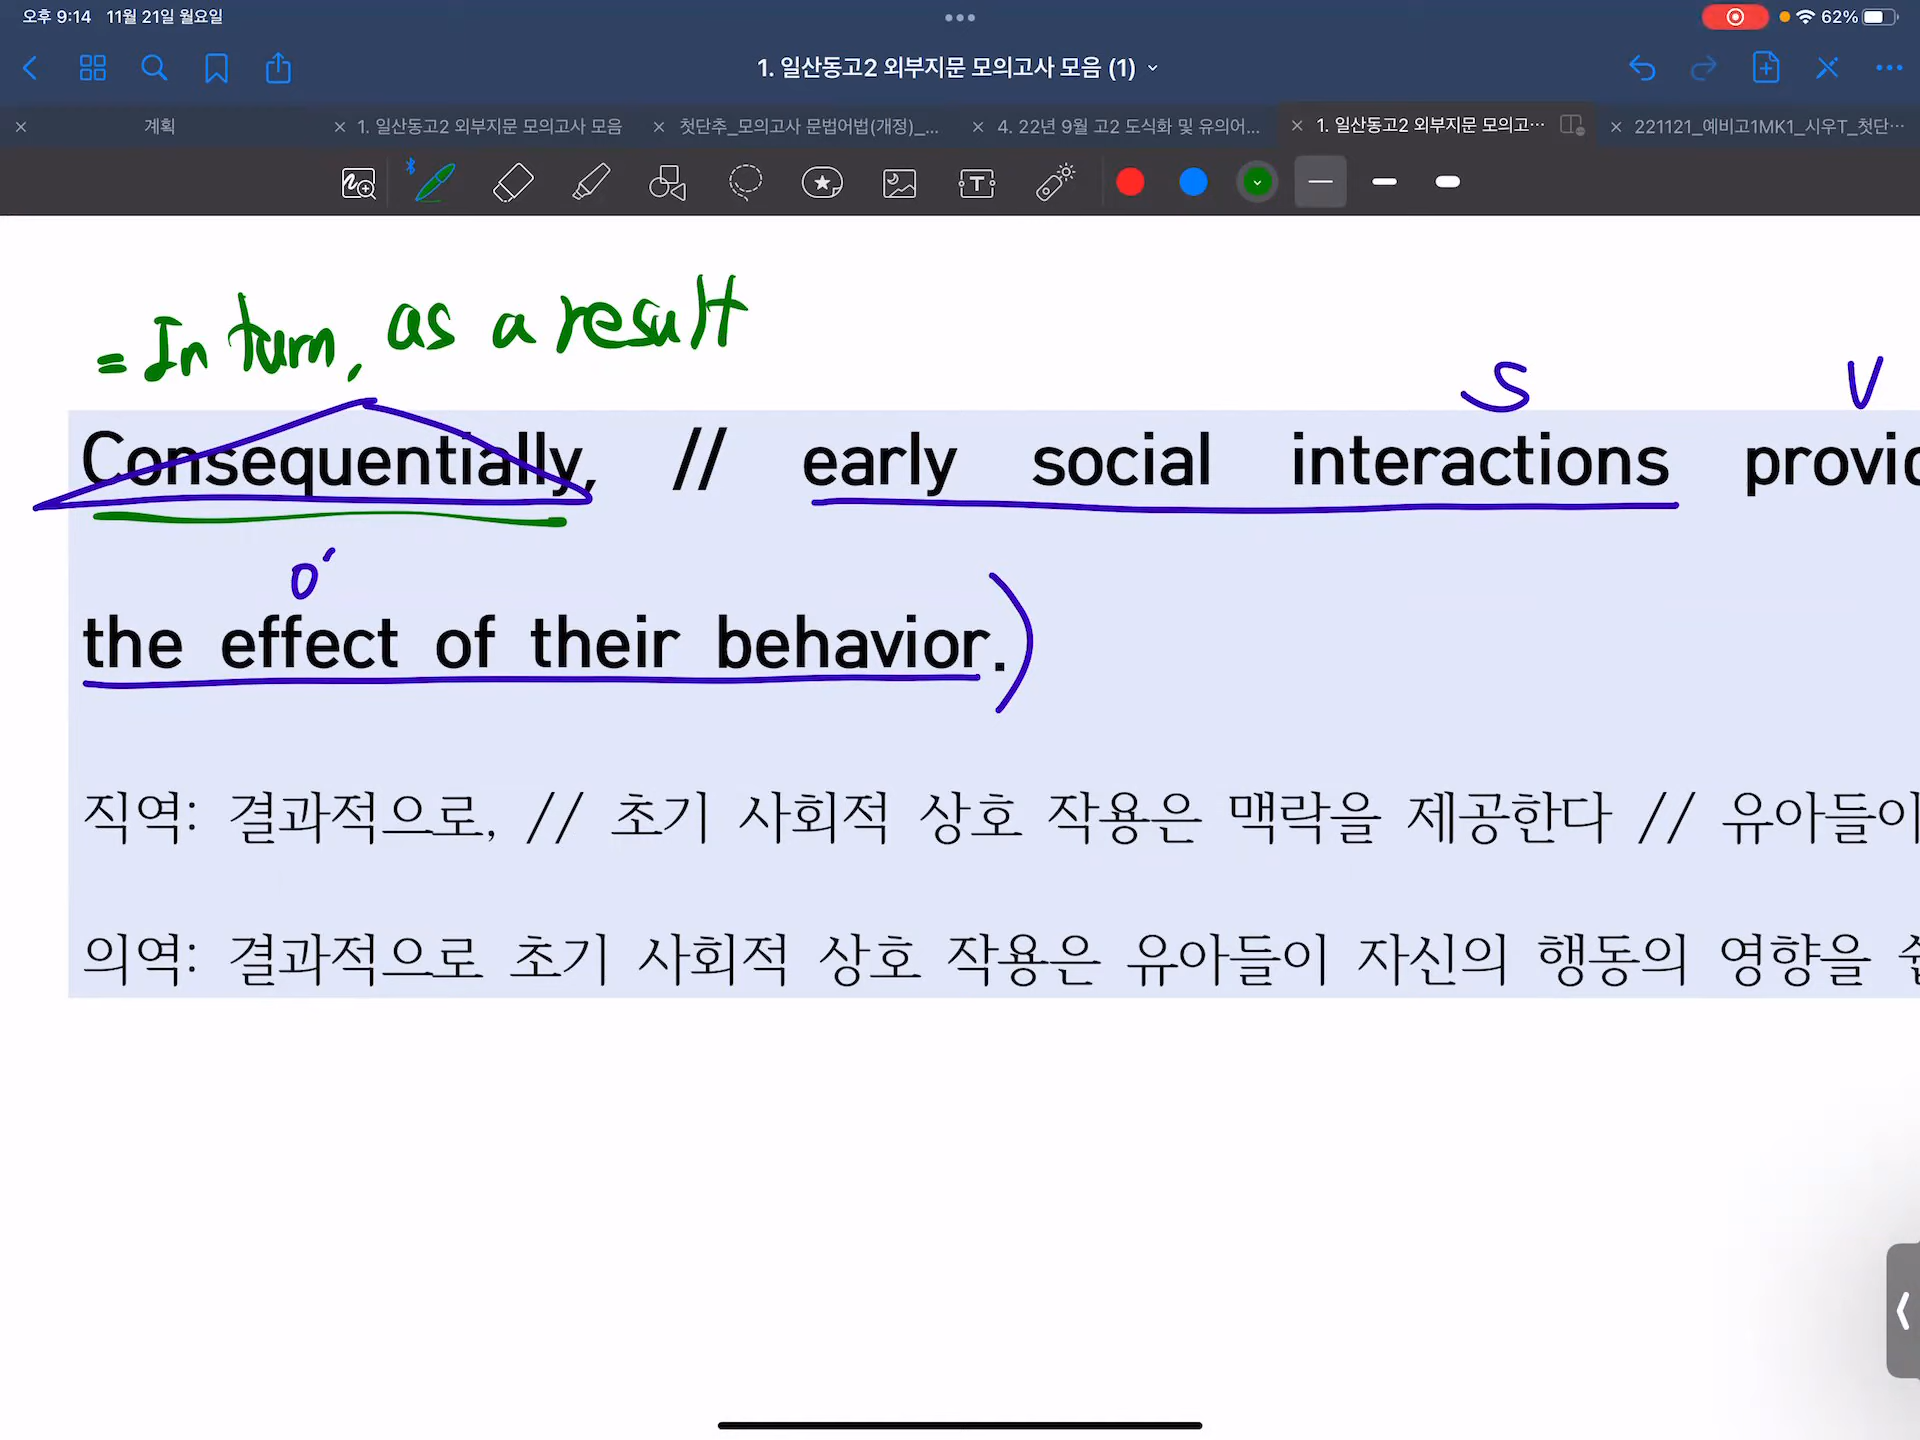 오후 9:14 11월 21일 월요일
62%
1. 일산동고2 외부지문 모의고사 모음 (1)
계획
1. 일산동고2 외부지문 모의고사 모음
첫단추_모의고사 문법어법(개정)_...
4. 22년 9월 고2 도식화 및 유의어...
1. 일산동고2 외부지문 모의고...
221121_예비고1MK1_시우T_첫단...
= In turn, as a result
S V
Consequentially, // early social interactions provid
o'
the effect of their behavior.)
직역: 결과적으로, // 초기 사회적 상호 작용은 맥락을 제공한다 // 유아들이
의역: 결과적으로 초기 사회적 상호 작용은 유아들이 자신의 행동의 영향을